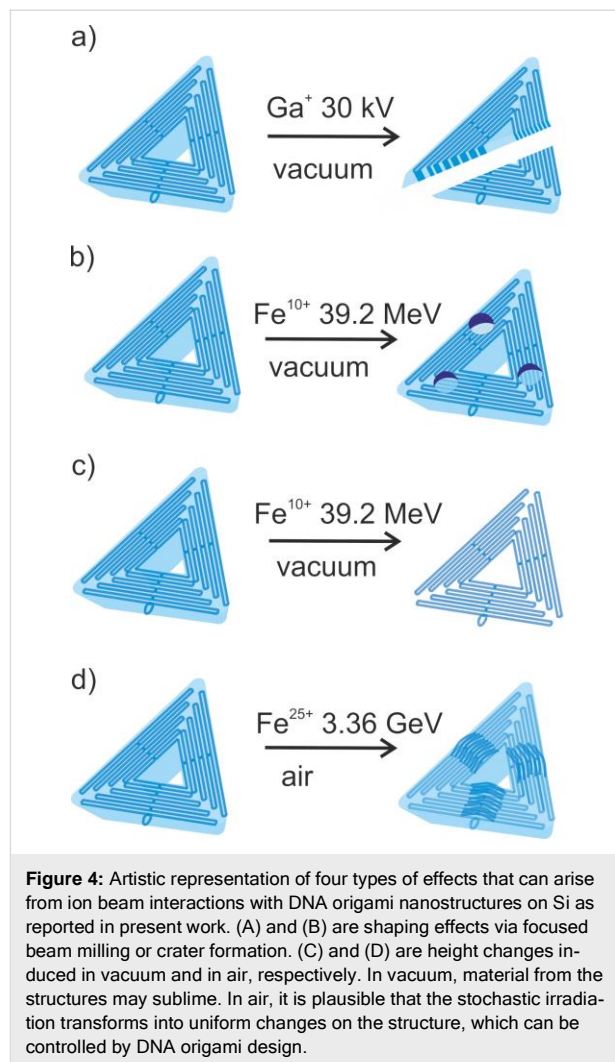 a)
Ga⁺ 30 kV
vacuum
b)
Fe¹⁰⁺ 39.2 MeV
vacuum
c)
Fe¹⁰⁺ 39.2 MeV
vacuum
d)
Fe²⁵⁺ 3.36 GeV
air
Figure 4: Artistic representation of four types of effects that can arise
from ion beam interactions with DNA origami nanostructures on Si as
reported in present work. (A) and (B) are shaping effects via focused
beam milling or crater formation. (C) and (D) are height changes in-
duced in vacuum and in air, respectively. In vacuum, material from the
structures may sublime. In air, it is plausible that the stochastic irradia-
tion transforms into uniform changes on the structure, which can be
controlled by DNA origami design.